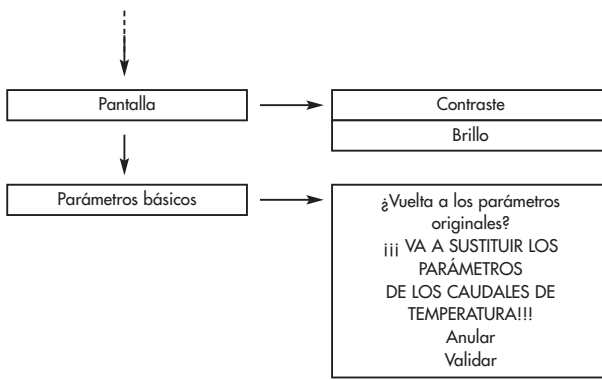 Pantalla
Contraste
Brillo
Parámetros básicos
¿Vuelta a los parámetros
originales?
¡¡¡ VA A SUSTITUIR LOS
PARÁMETROS
DE LOS CAUDALES DE
TEMPERATURA!!!
Anular
Validar